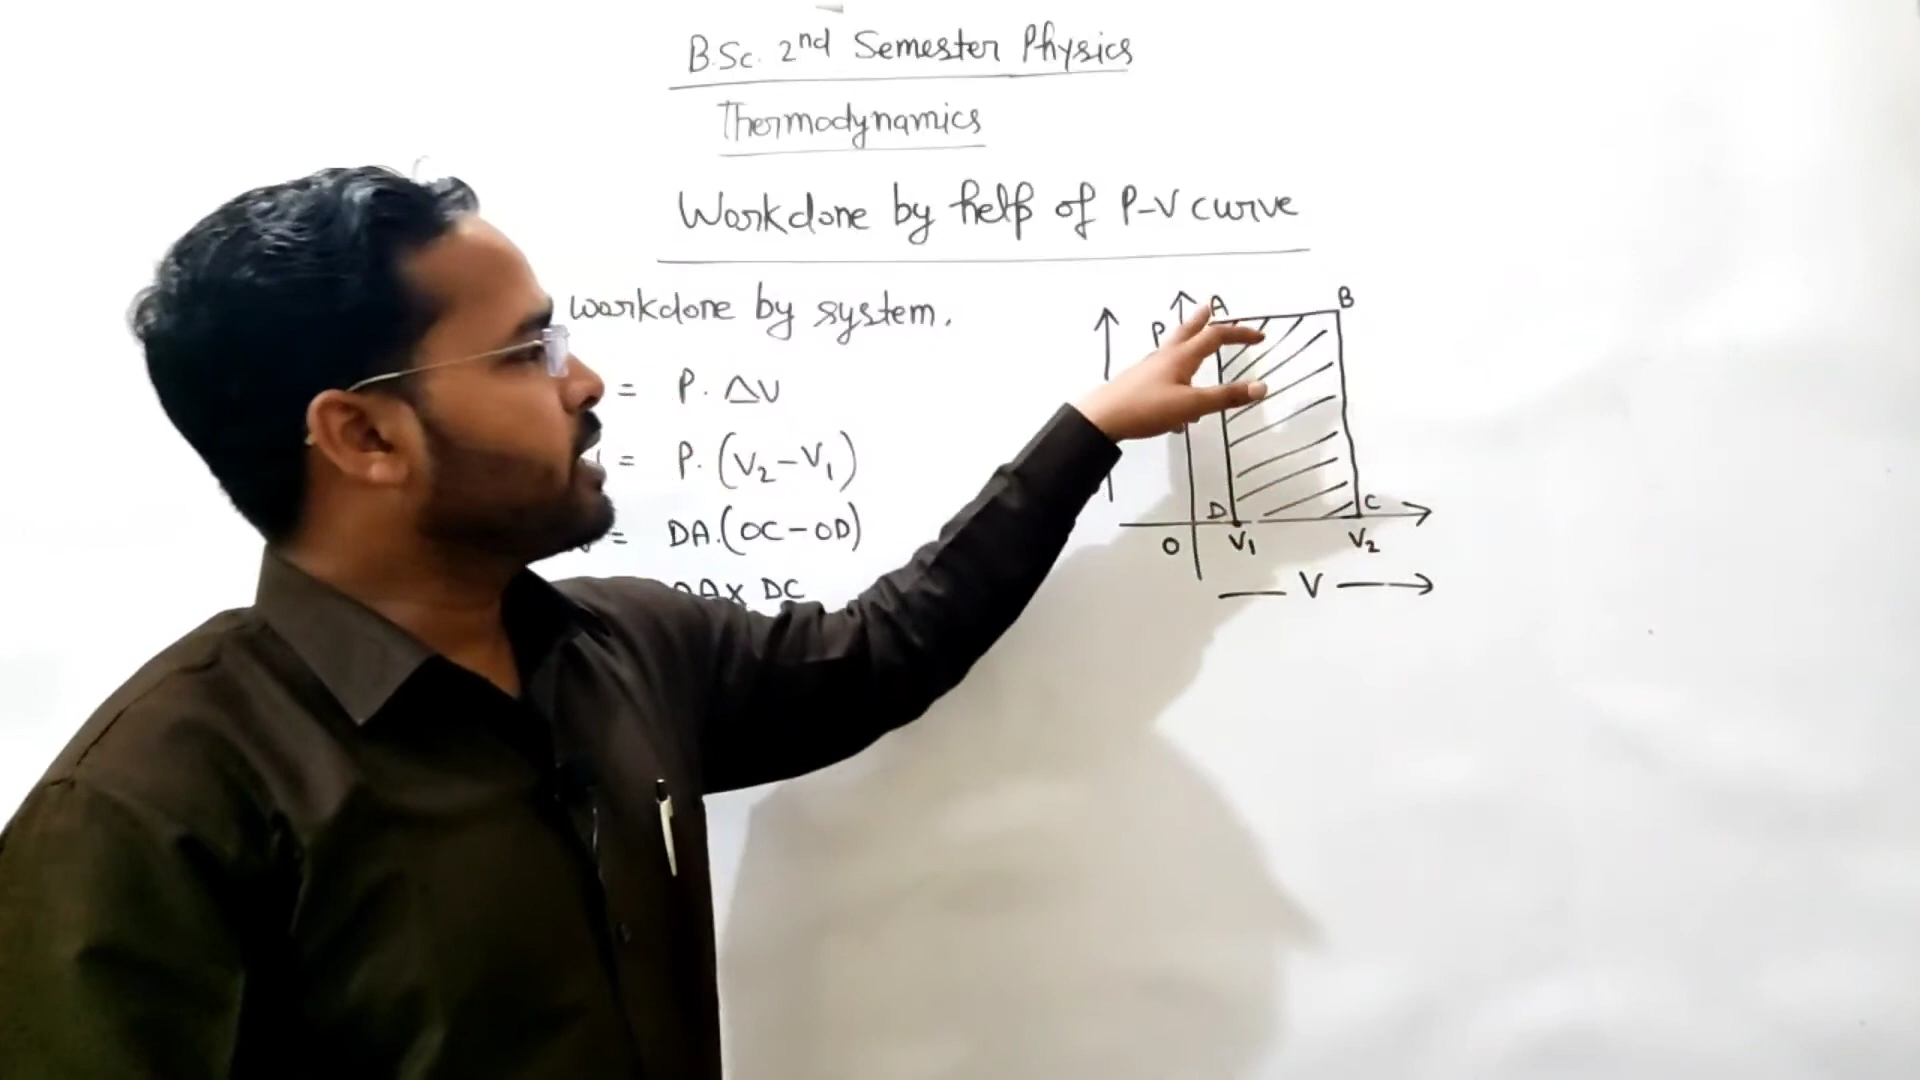 B.Sc. 2nd Semester Physics
Thermodynamics
Workdone by help of P-V curve
workdone by system.
= P. ΔV
= P. (V₂-V₁)
= DA.(OC-OD)
DC
A
B
P
D
C
O
V₁
V₂
V